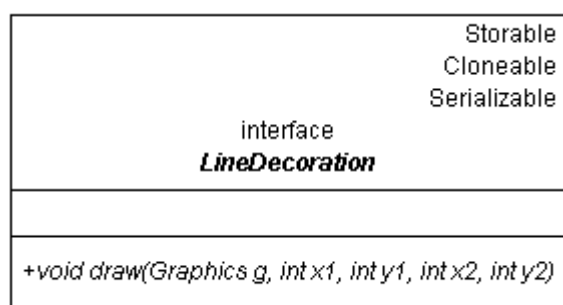 Storable
Cloneable
Serializable
interface
LineDecoration
+void draw(Graphics g, int x1, int y1, int x2, int y2)